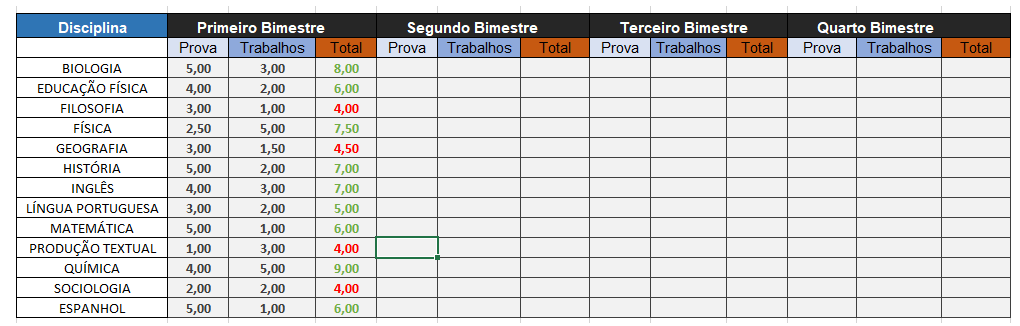 Disciplina Primeiro Bimestre Segundo Bimestre Terceiro Bimestre Quarto Bimestre
Prova Trabalhos Total Prova Trabalhos Total Prova Trabalhos Total Prova Trabalhos Total
BIOLOGIA 5,00 3,00 8,00
EDUCAÇÃO FÍSICA 4,00 2,00 6,00
FILOSOFIA 3,00 1,00 4,00
FÍSICA 2,50 5,00 7,50
GEOGRAFIA 3,00 1,50 4,50
HISTÓRIA 5,00 2,00 7,00
INGLÊS 4,00 3,00 7,00
LÍNGUA PORTUGUESA 3,00 2,00 5,00
MATEMÁTICA 5,00 1,00 6,00
PRODUÇÃO TEXTUAL 1,00 3,00 4,00
QUÍMICA 4,00 5,00 9,00
SOCIOLOGIA 2,00 2,00 4,00
ESPANHOL 5,00 1,00 6,00